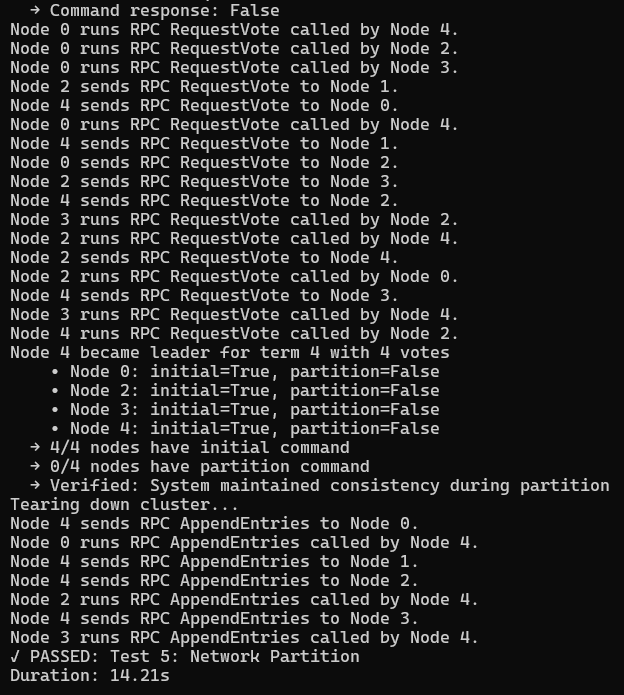 → Command response: False
Node 0 runs RPC RequestVote called by Node 4.
Node 0 runs RPC RequestVote called by Node 2.
Node 0 runs RPC RequestVote called by Node 3.
Node 2 sends RPC RequestVote to Node 1.
Node 4 sends RPC RequestVote to Node 0.
Node 0 runs RPC RequestVote called by Node 4.
Node 4 sends RPC RequestVote to Node 1.
Node 0 sends RPC RequestVote to Node 2.
Node 2 sends RPC RequestVote to Node 3.
Node 4 sends RPC RequestVote to Node 2.
Node 3 runs RPC RequestVote called by Node 2.
Node 2 runs RPC RequestVote called by Node 4.
Node 2 sends RPC RequestVote to Node 4.
Node 2 runs RPC RequestVote called by Node 0.
Node 4 sends RPC RequestVote to Node 3.
Node 3 runs RPC RequestVote called by Node 4.
Node 4 runs RPC RequestVote called by Node 2.
Node 4 became leader for term 4 with 4 votes
• Node 0: initial=True, partition=False
• Node 2: initial=True, partition=False
• Node 3: initial=True, partition=False
• Node 4: initial=True, partition=False
→ 4/4 nodes have initial command
→ 0/4 nodes have partition command
→ Verified: System maintained consistency during partition
Tearing down cluster...
Node 4 sends RPC AppendEntries to Node 0.
Node 0 runs RPC AppendEntries called by Node 4.
Node 4 sends RPC AppendEntries to Node 1.
Node 4 sends RPC AppendEntries to Node 2.
Node 2 runs RPC AppendEntries called by Node 4.
Node 4 sends RPC AppendEntries to Node 3.
Node 3 runs RPC AppendEntries called by Node 4.
√ PASSED: Test 5: Network Partition
Duration: 14.21s